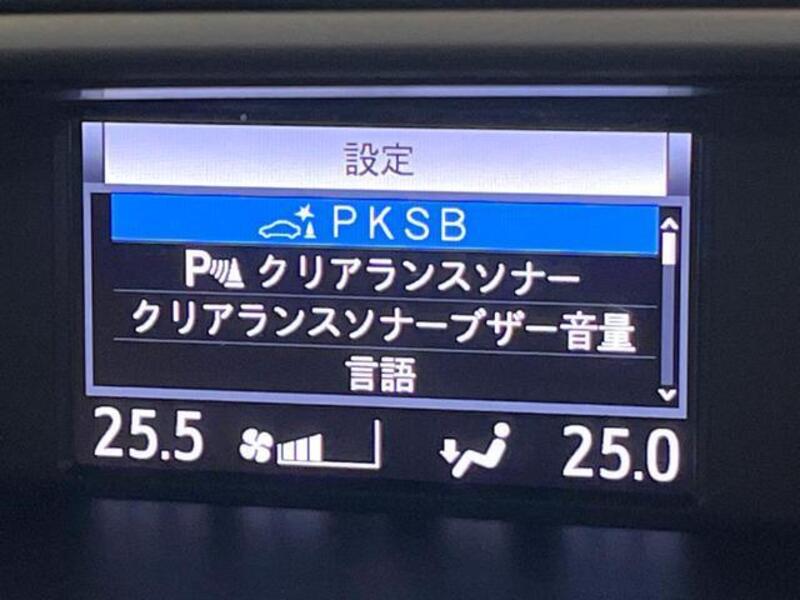 設定
PKSB
P クリアランスソナー
クリアランスソナーブザー音量
言語
25.5 25.0